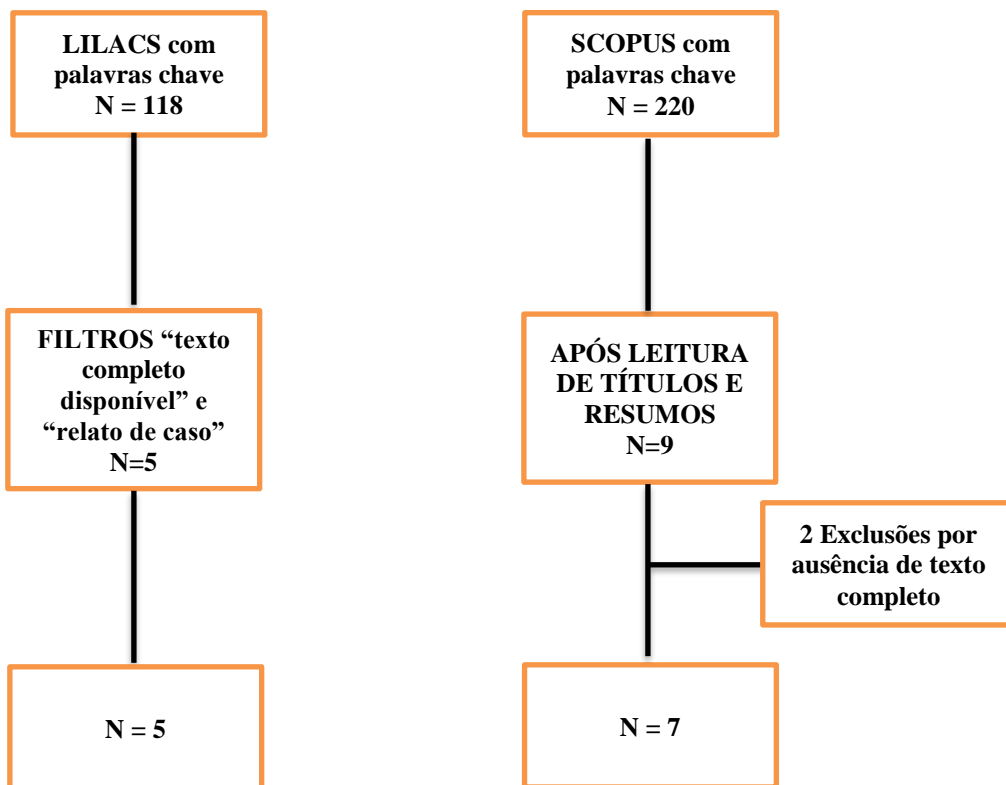 LILACS com
palavras chave
N = 118
SCOPUS com
palavras chave
N = 220
FILTROS “texto
completo
disponível” e
“relato de caso”
N=5
APÓS LEITURA
DE TÍTULOS E
RESUMOS
N=9
2 Exclusões por
ausência de texto
completo
N = 5
N = 7